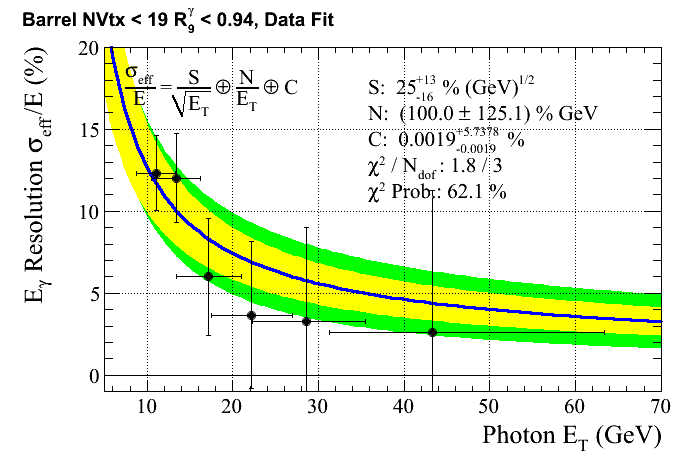 Barrel NVtx < 19 R₉ᵞ < 0.94, Data Fit
E_γ Resolution σ_eff/E (%)
20
15
10
5
0
σ_eff/E = S/√E_T ⊕ N/E_T ⊕ C
S: 25 +13 -16 % (GeV)^1/2
N: (100.0 ± 125.1) % GeV
C: 0.0019 +5.7378 -0.0019 %
χ² / N_dof : 1.8 / 3
χ² Prob.: 62.1 %
10 20 30 40 50 60 70
Photon E_T (GeV)